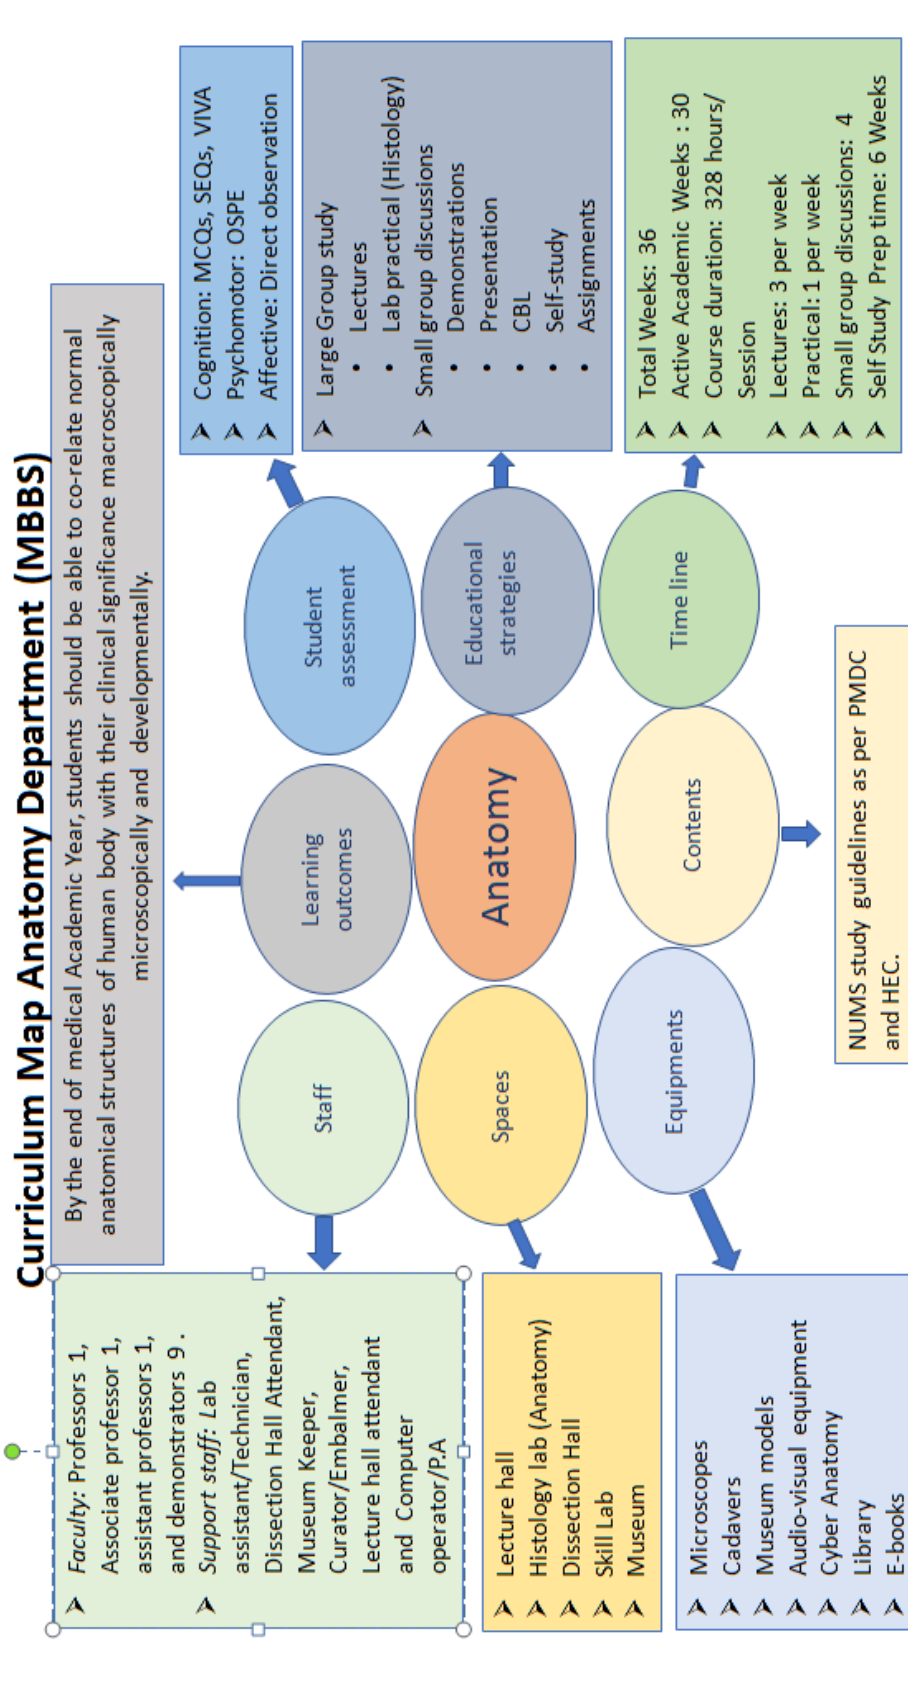 Curriculum Map Anatomy Department (MBBS)
By the end of medical Academic Year, students should be able to co-relate normal
anatomical structures of human body with their clinical significance macroscopically
microscopically and developmentally.
➢ Faculty: Professors 1,
Associate professor 1,
assistant professors 1,
and demonstrators 9.
➢ Support staff: Lab
assistant/Technician,
Dissection Hall Attendant,
Museum Keeper,
Curator/Embalmer,
Lecture hall attendant
and Computer
operator/P.A
Staff
Learning
outcomes
Student
assessment
➢ Cognition: MCQs, SEQs, VIVA
➢ Psychomotor: OSPE
➢ Affective: Direct observation
➢ Lecture hall
➢ Histology lab (Anatomy)
➢ Dissection Hall
➢ Skill Lab
➢ Museum
Spaces
Anatomy
Educational
strategies
➢ Large Group study
• Lectures
• Lab practical (Histology)
➢ Small group discussions
• Demonstrations
• Presentation
• CBL
• Self-study
• Assignments
➢ Microscopes
➢ Cadavers
➢ Museum models
➢ Audio-visual equipment
➢ Cyber Anatomy
➢ Library
➢ E-books
Equipments
Contents
Time line
➢ Total Weeks: 36
➢ Active Academic Weeks : 30
➢ Course duration: 328 hours/
Session
➢ Lectures: 3 per week
➢ Practical: 1 per week
➢ Small group discussions: 4
➢ Self Study Prep time: 6 Weeks
NUMS study guidelines as per PMDC
and HEC.